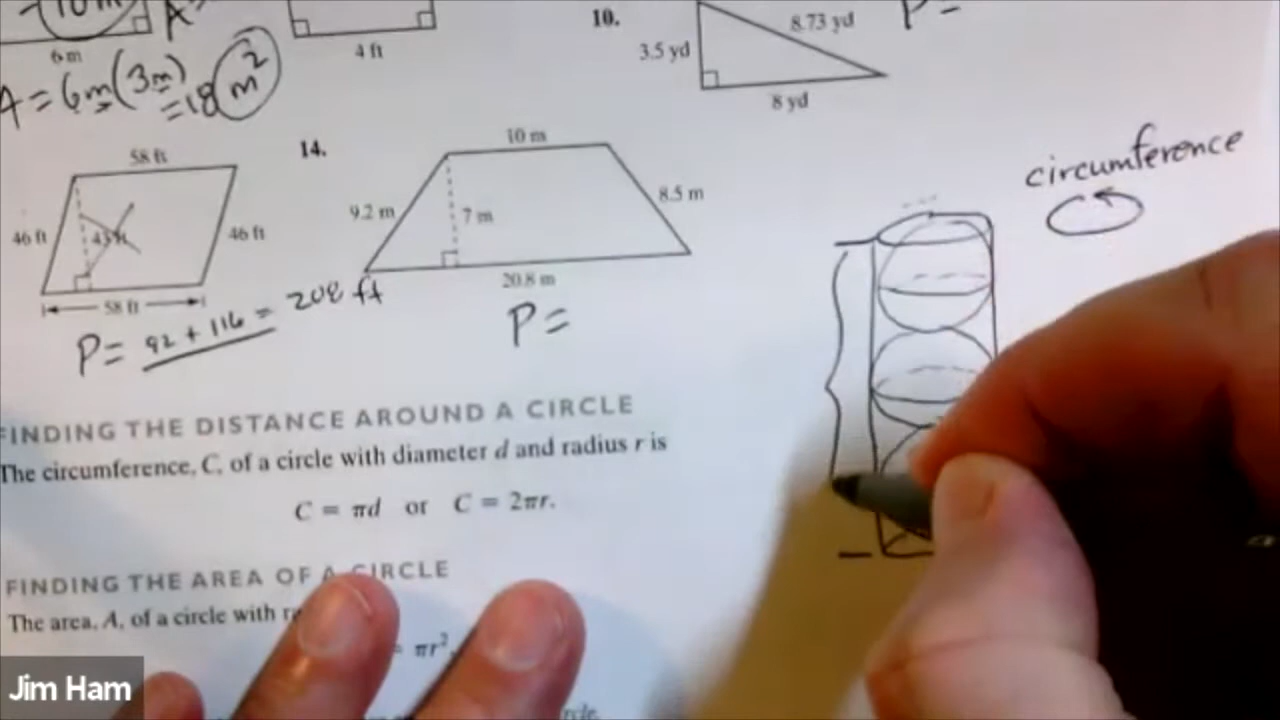 10 m
A
6 m
4 ft
10.
3.5 yd
8.73 yd
8 yd
P =
A = 6m(3m)
= 18 m²
58 ft
46 ft
43 ft
46 ft
58 ft
P = 92 + 116 = 208 ft
14.
10 m
9.2 m
7 m
8.5 m
20.8 m
P =
circumference
FINDING THE DISTANCE AROUND A CIRCLE
The circumference, C, of a circle with diameter d and radius r is
C = πd or C = 2πr.
FINDING THE AREA OF A CIRCLE
The area, A, of a circle with
= πr².
Jim Ham